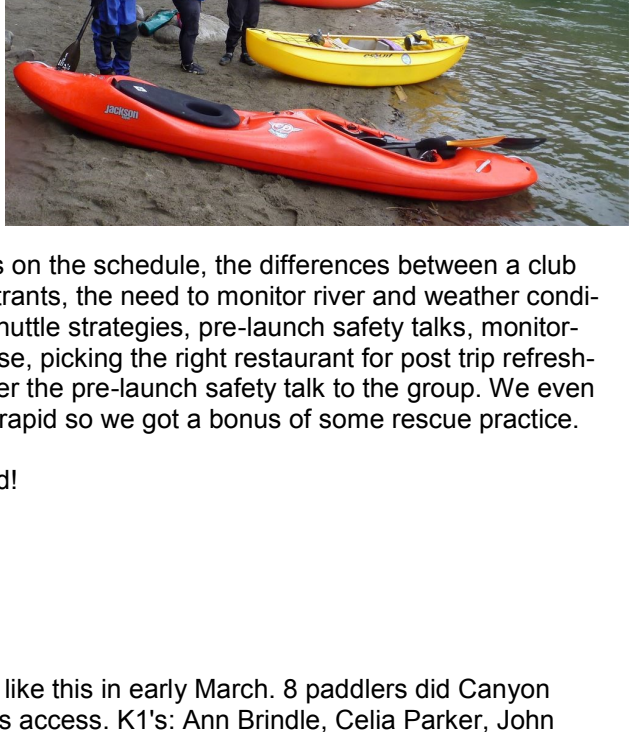 Jackson
s on the schedule, the differences between a club
trants, the need to monitor river and weather condi-
huttle strategies, pre-launch safety talks, monitor-
se, picking the right restaurant for post trip refresh-
er the pre-launch safety talk to the group. We even
rapid so we got a bonus of some rescue practice.
d!
like this in early March. 8 paddlers did Canyon
s access. K1's: Ann Brindle, Celia Parker, John